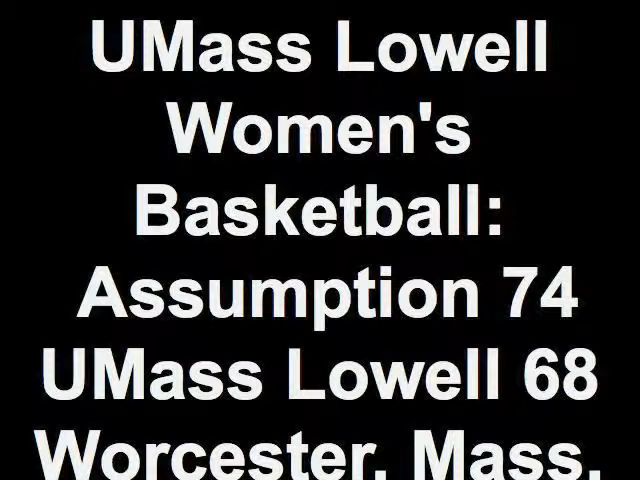 UMass Lowell
Women's
Basketball:
Assumption 74
UMass Lowell 68
Worcester, Mass.